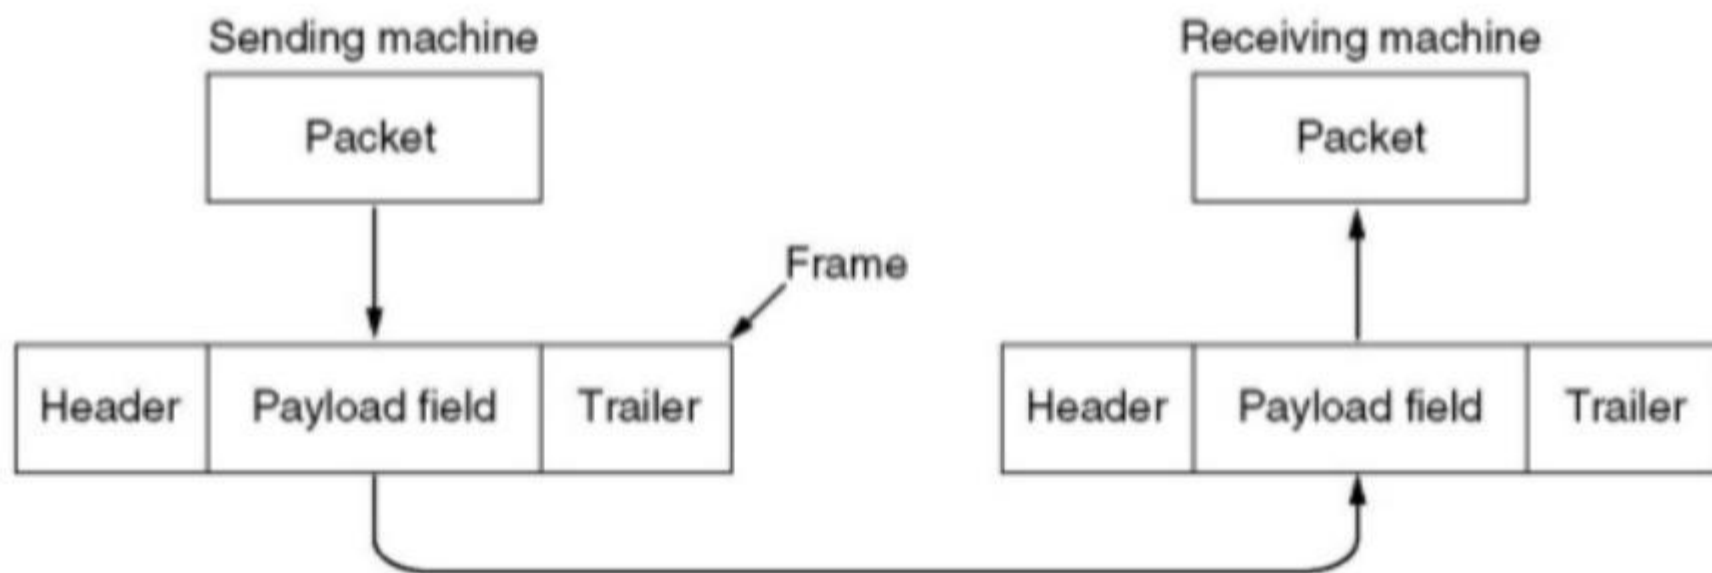 Sending machine
Receiving machine
Packet
Packet
Frame
Header
Payload field
Trailer
Header
Payload field
Trailer